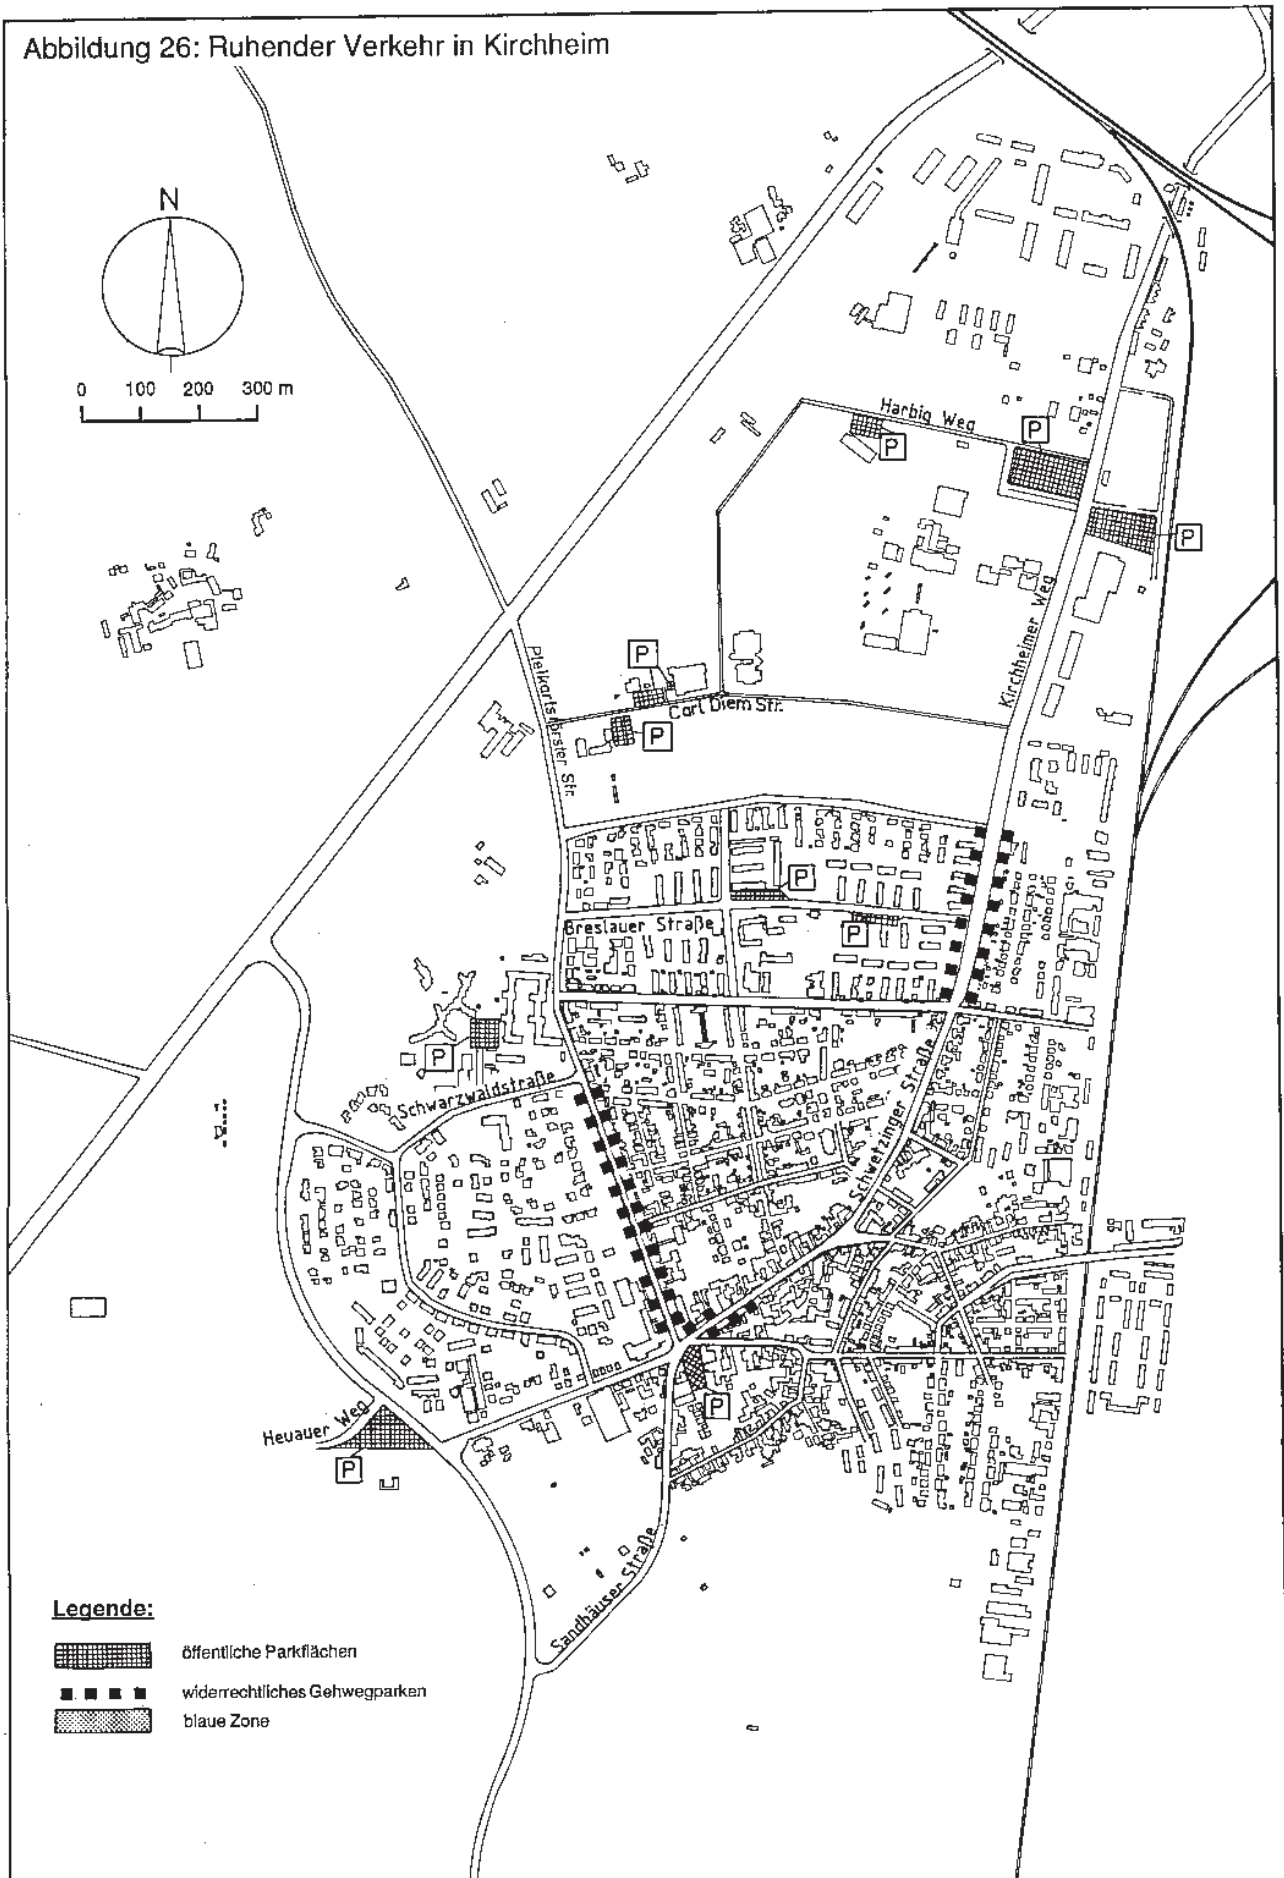 Abbildung 26: Ruhender Verkehr in Kirchheim
N
0 100 200 300 m
Harbig Weg
P
P
P
Kirchheimer Weg
Pleikartsförster Str.
P
Carl Diem Str.
P
P
Breslauer Straße
P
P
Schwarzwaldstraße
Schwetzinger Straße
P
Heuauer Weg
P
Sandhäuser Straße
Legende:
öffentliche Parkflächen
widerrechtliches Gehwegparken
blaue Zone